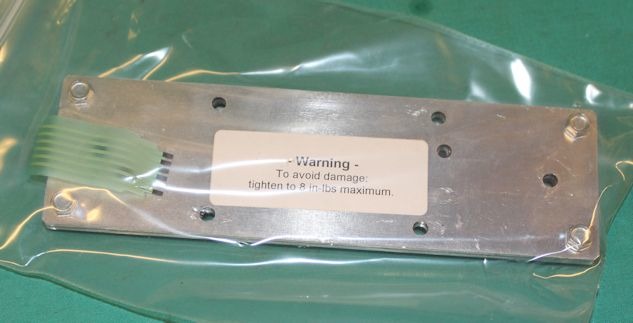 - Warning -
To avoid damage:
tighten to 8 in-lbs maximum.